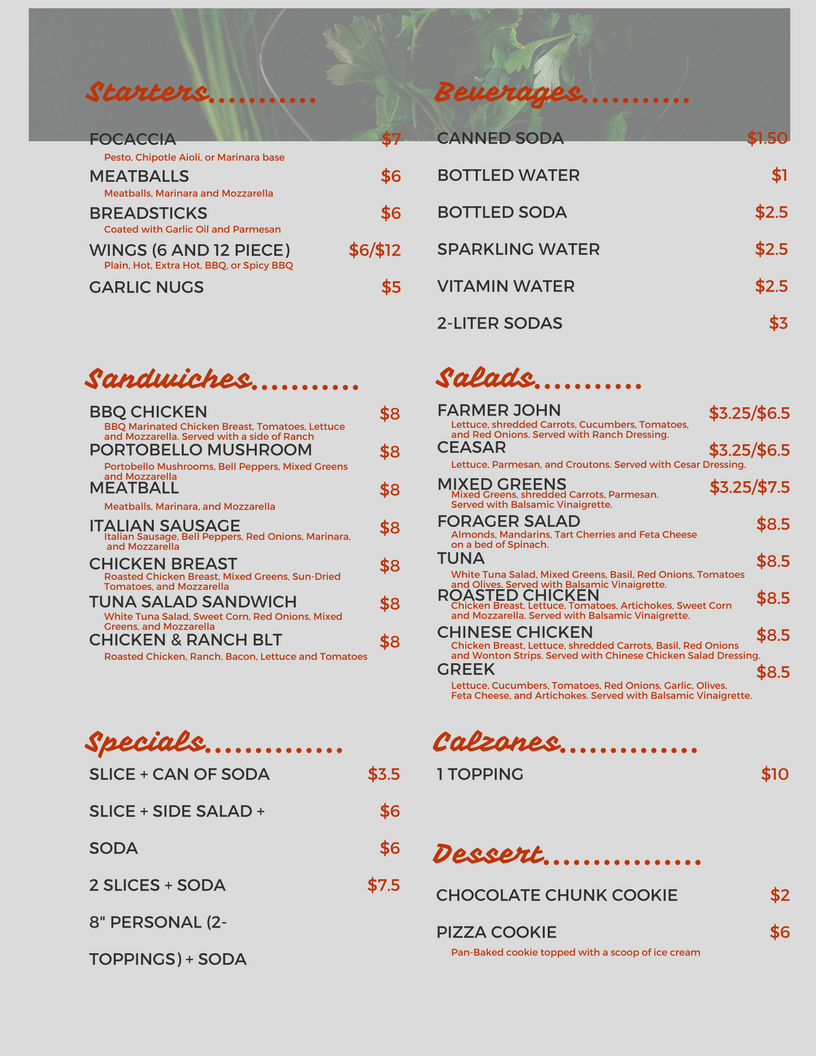 Starters...........
FOCACCIA $7
Pesto, Chipotle Aioli, or Marinara base
MEATBALLS $6
Meatballs, Marinara and Mozzarella
BREADSTICKS $6
Coated with Garlic Oil and Parmesan
WINGS (6 AND 12 PIECE) $6/$12
Plain, Hot, Extra Hot, BBQ, or Spicy BBQ
GARLIC NUGS $5
Beverages...........
CANNED SODA $1.50
BOTTLED WATER $1
BOTTLED SODA $2.5
SPARKLING WATER $2.5
VITAMIN WATER $2.5
2-LITER SODAS $3
Sandwiches...........
BBQ CHICKEN $8
BBQ Marinated Chicken Breast, Tomatoes, Lettuce
and Mozzarella. Served with a side of Ranch
PORTOBELLO MUSHROOM $8
Portobello Mushrooms, Bell Peppers, Mixed Greens
and Mozzarella
MEATBALL $8
Meatballs, Marinara, and Mozzarella
ITALIAN SAUSAGE $8
Italian Sausage, Bell Peppers, Red Onions, Marinara,
and Mozzarella
CHICKEN BREAST $8
Roasted Chicken Breast, Mixed Greens, Sun-Dried
Tomatoes, and Mozzarella
TUNA SALAD SANDWICH $8
White Tuna Salad, Sweet Corn, Red Onions, Mixed
Greens, and Mozzarella
CHICKEN & RANCH BLT $8
Roasted Chicken, Ranch, Bacon, Lettuce and Tomatoes
Salads...........
FARMER JOHN $3.25/$6.5
Lettuce, shredded Carrots, Cucumbers, Tomatoes,
and Red Onions. Served with Ranch Dressing.
CEASAR $3.25/$6.5
Lettuce, Parmesan, and Croutons. Served with Cesar Dressing.
MIXED GREENS $3.25/$7.5
Mixed Greens, shredded Carrots, Parmesan.
Served with Balsamic Vinaigrette.
FORAGER SALAD $8.5
Almonds, Mandarins, Tart Cherries and Feta Cheese
on a bed of Spinach.
TUNA $8.5
White Tuna Salad, Mixed Greens, Basil, Red Onions, Tomatoes
and Olives. Served with Balsamic Vinaigrette.
ROASTED CHICKEN $8.5
Chicken Breast, Lettuce, Tomatoes, Artichokes, Sweet Corn
and Mozzarella. Served with Balsamic Vinaigrette.
CHINESE CHICKEN $8.5
Chicken Breast, Lettuce, shredded Carrots, Basil, Red Onions
and Wonton Strips. Served with Chinese Chicken Salad Dressing.
GREEK $8.5
Lettuce, Cucumbers, Tomatoes, Red Onions, Garlic, Olives,
Feta Cheese, and Artichokes. Served with Balsamic Vinaigrette.
Specials..............
SLICE + CAN OF SODA $3.5
SLICE + SIDE SALAD + $6
SODA $6
2 SLICES + SODA $7.5
8" PERSONAL (2-
TOPPINGS) + SODA
Calzones..............
1 TOPPING $10
Dessert................
CHOCOLATE CHUNK COOKIE $2
PIZZA COOKIE $6
Pan-Baked cookie topped with a scoop of ice cream